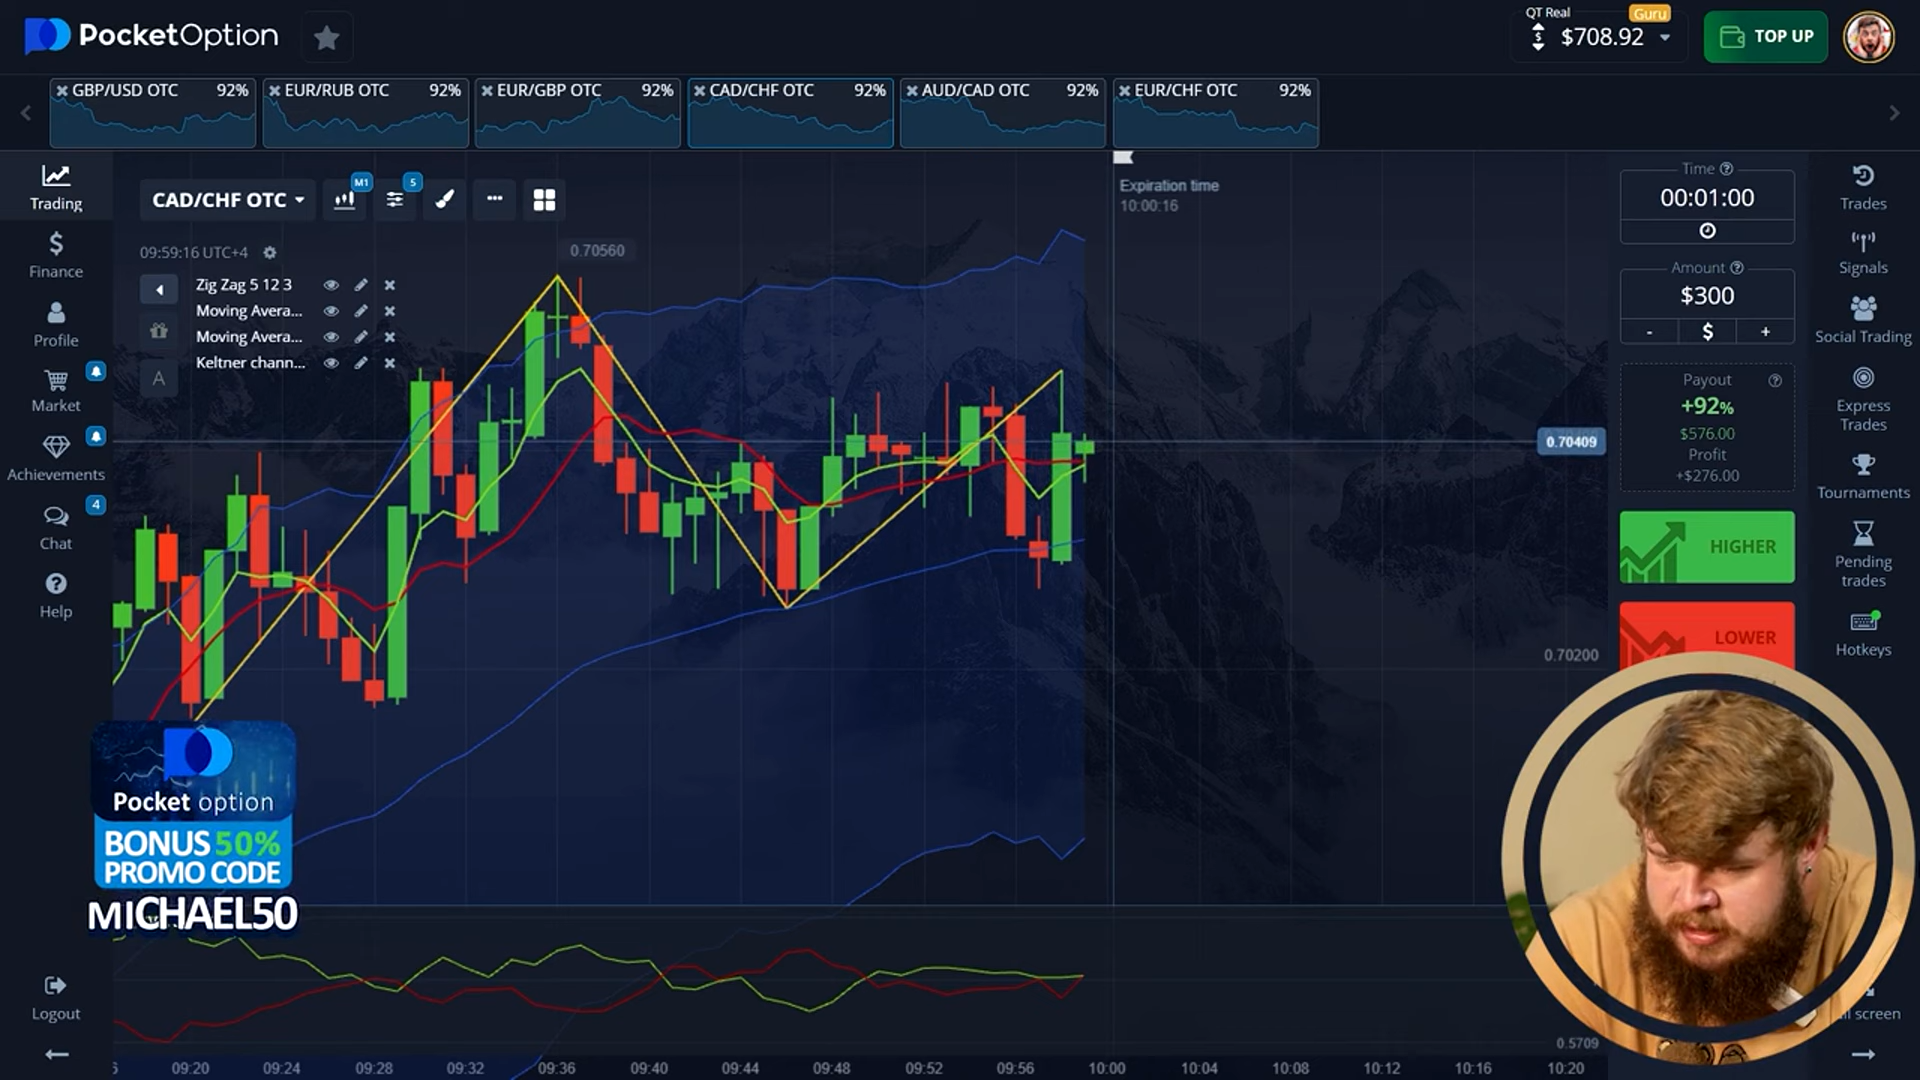 PocketOption
QT Real
Guru
$708.92
TOP UP
GBP/USD OTC 92%
EUR/RUB OTC 92%
EUR/GBP OTC 92%
CAD/CHF OTC 92%
AUD/CAD OTC 92%
EUR/CHF OTC 92%
Trading
Finance
Profile
Market
Achievements
4
Chat
Help
Logout
CAD/CHF OTC
M1
5
09:59:16 UTC+4
Zig Zag 5 12 3
Moving Avera...
Moving Avera...
Keltner chann...
A
0.70560
Expiration time
10:00:16
0.70409
0.70200
0.5709
Time
00:01:00
Amount
$300
- $ +
Payout
+92%
$576.00
Profit
+$276.00
HIGHER
LOWER
Trades
Signals
Social Trading
Express
Trades
Tournaments
Pending
trades
Hotkeys
screen
Pocket option
BONUS 50%
PROMO CODE
MICHAEL50
09:20 09:24 09:28 09:32 09:36 09:40 09:44 09:48 09:52 09:56 10:00 10:04 10:08 10:12 10:16 10:20